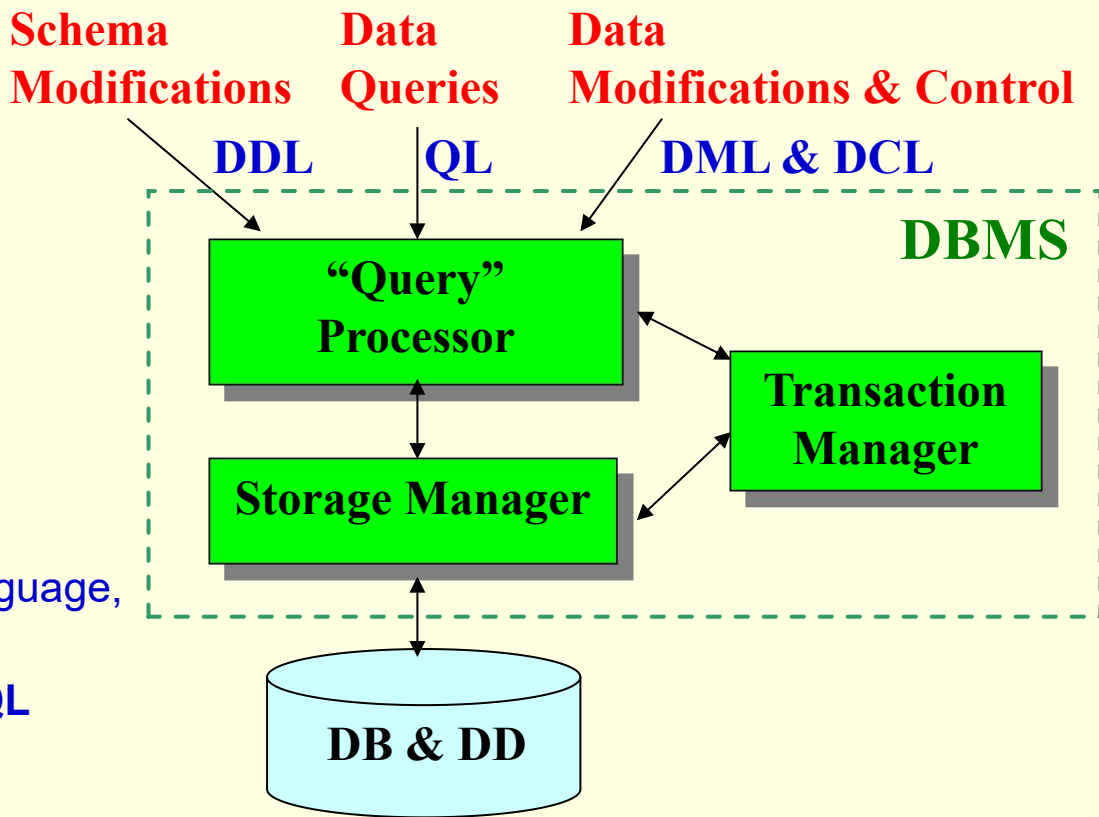 Schema
Modifications
Data
Queries
Data
Modifications & Control
DDL
QL
DML & DCL
DBMS
“Query”
Processor
Transaction
Manager
Storage Manager
DB & DD